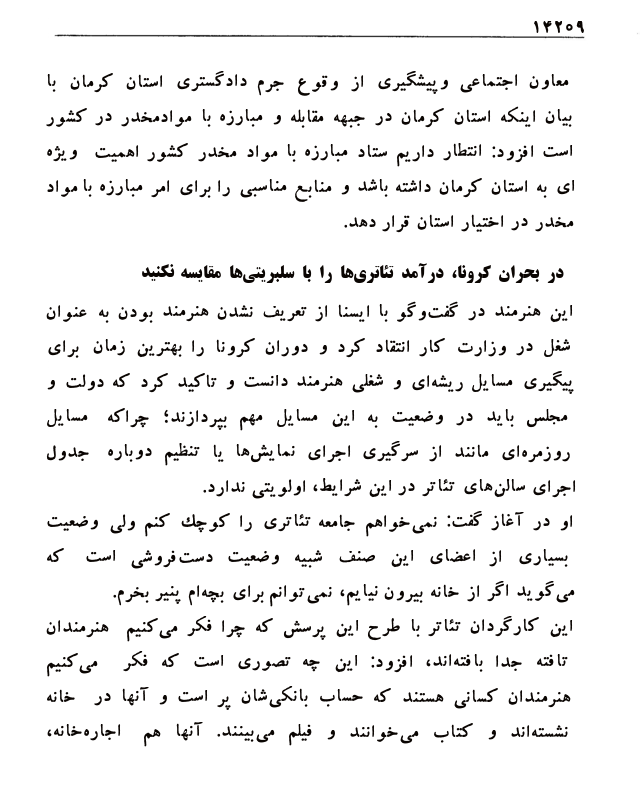 ۱۴۲۰۹
معاون اجتماعی وپیشگیری از وقوع جرم دادگستری استان کرمان با
بیان اینکه استان کرمان در جبهه مقابله و مبارزه با موادمخدر در کشور
است افزود: انتطار داریم ستاد مبارزه با مواد مخدر کشور اهمیت ویژه
ای به استان کرمان داشته باشد و منابع مناسبی را برای امر مبارزه با مواد
مخدر در اختیار استان قرار دهد.
در بحران کرونا، درآمد تئاتری‌ها را با سلبریتی‌ها مقایسه نکنید
این هنرمند در گفت‌وگو با ایسنا از تعریف نشدن هنرمند بودن به عنوان
شغل در وزارت کار انتقاد کرد و دوران کرونا را بهترین زمان برای
پیگیری مسایل ریشه‌ای و شغلی هنرمند دانست و تاکید کرد که دولت و
مجلس باید در وضعیت به این مسایل مهم بپردازند؛ چراکه مسایل
روزمره‌ای مانند از سرگیری اجرای نمایش‌ها یا تنظیم دوباره جدول
اجرای سالن‌های تئاتر در این شرایط، اولویتی ندارد.
او در آغاز گفت: نمی‌خواهم جامعه تئاتری را کوچك کنم ولی وضعیت
بسیاری از اعضای این صنف شبیه وضعیت دست‌فروشی است که
می‌گوید اگر از خانه بیرون نیایم، نمی‌توانم برای بچه‌ام پنیر بخرم.
این کارگردان تئاتر با طرح این پرسش که چرا فکر می‌کنیم هنرمندان
تافته جدا بافته‌اند، افزود: این چه تصوری است که فکر می‌کنیم
هنرمندان کسانی هستند که حساب بانکی‌شان پر است و آنها در خانه
نشسته‌اند و کتاب می‌خوانند و فیلم می‌بینند. آنها هم اجاره‌خانه،